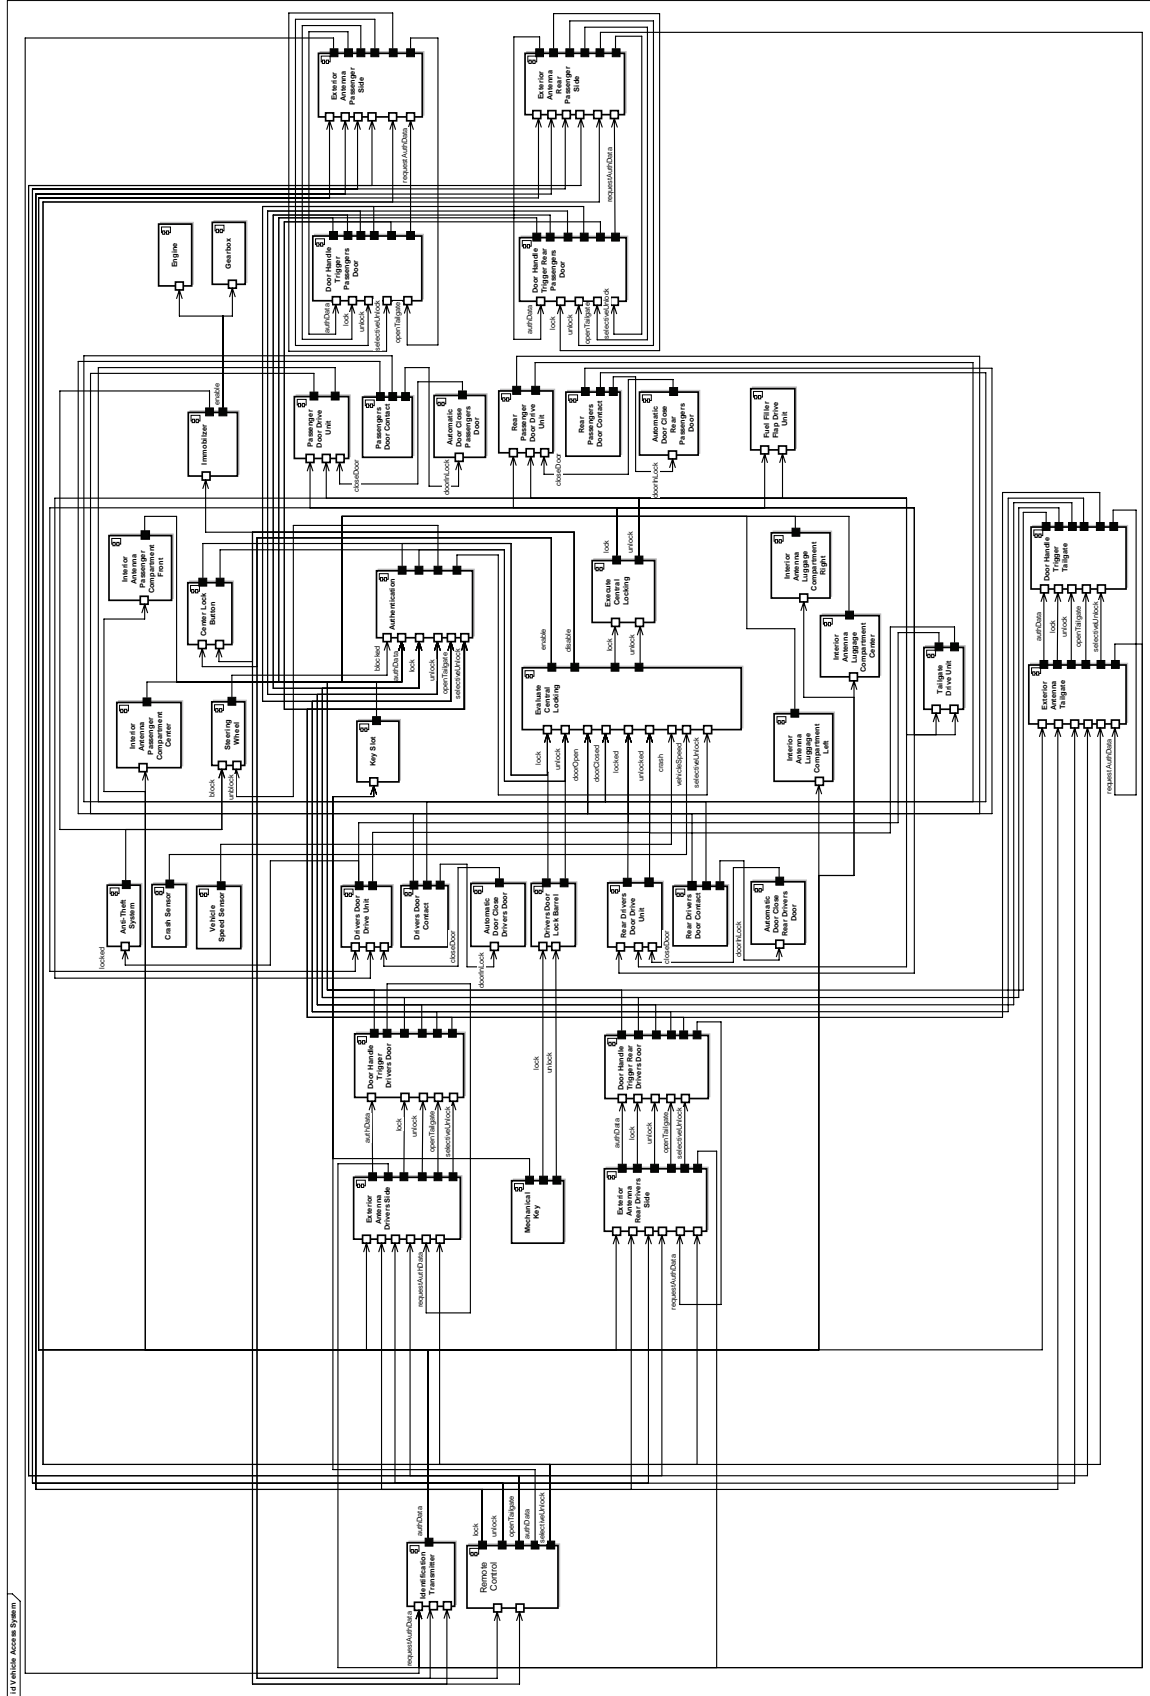 id Vehicle Access System
requestAuthData
Identification
Transmitter
authData
Remote
Control
lock
unlock
openTailgate
authData
selectiveUnlock
Exterior
Antenna
Drivers Side
requestAuthData
authData
lock
unlock
openTailgate
selectiveUnlock
Door Handle
Trigger
Drivers Door
Mechanical
Key
lock
unlock
Exterior
Antenna
Rear Drivers
Side
requestAuthData
authData
lock
unlock
openTailgate
selectiveUnlock
Door Handle
Trigger Rear
Drivers Door
locked
Anti-Theft
System
Crash Sensor
Vehicle
Speed Sensor
Drivers Door
Drive Unit
closeDoor
Drivers Door
Contact
doorInLock
Automatic
Door Close
Drivers Door
Drivers Door
Lock Barrel
Rear Drivers
Door Drive
Unit
closeDoor
Rear Drivers
Door Contact
doorInLock
Automatic
Door Close
Rear Drivers
Door
Interior
Antenna
Passenger
Compartment
Center
block
unblock
Steering
Wheel
Key Slot
lock
unlock
doorOpen
doorClosed
locked
unlocked
crash
vehicleSpeed
selectiveUnlock
Evaluate
Central
Locking
enable
disable
lock
unlock
Interior
Antenna
Luggage
Compartment
Left
Interior
Antenna
Luggage
Compartment
Center
Tailgate
Drive Unit
requestAuthData
Exterior
Antenna
Tailgate
authData
lock
unlock
openTailgate
selectiveUnlock
Door Handle
Trigger
Tailgate
Interior
Antenna
Passenger
Compartment
Front
Center Lock
Button
blocked
authData
lock
unlock
openTailgate
selectiveUnlock
Authentication
Execute
Central
Locking
lock
unlock
Interior
Antenna
Luggage
Compartment
Right
Immobilizer
enable
Passenger
Door Drive
Unit
closeDoor
Passengers
Door Contact
doorInLock
Automatic
Door Close
Passengers
Door
Rear
Passenger
Door Drive
Unit
closeDoor
Rear
Passengers
Door Contact
doorInLock
Automatic
Door Close
Rear
Passengers
Door
Fuel Filler
Flap Drive
Unit
Engine
Gearbox
authData
lock
unlock
selectiveUnlock
openTailgate
Door Handle
Trigger
Passengers
Door
authData
lock
unlock
openTailgate
selectiveUnlock
Door Handle
Trigger Rear
Passengers
Door
requestAuthData
Exterior
Antenna
Passenger
Side
requestAuthData
Exterior
Antenna
Rear
Passenger
Side